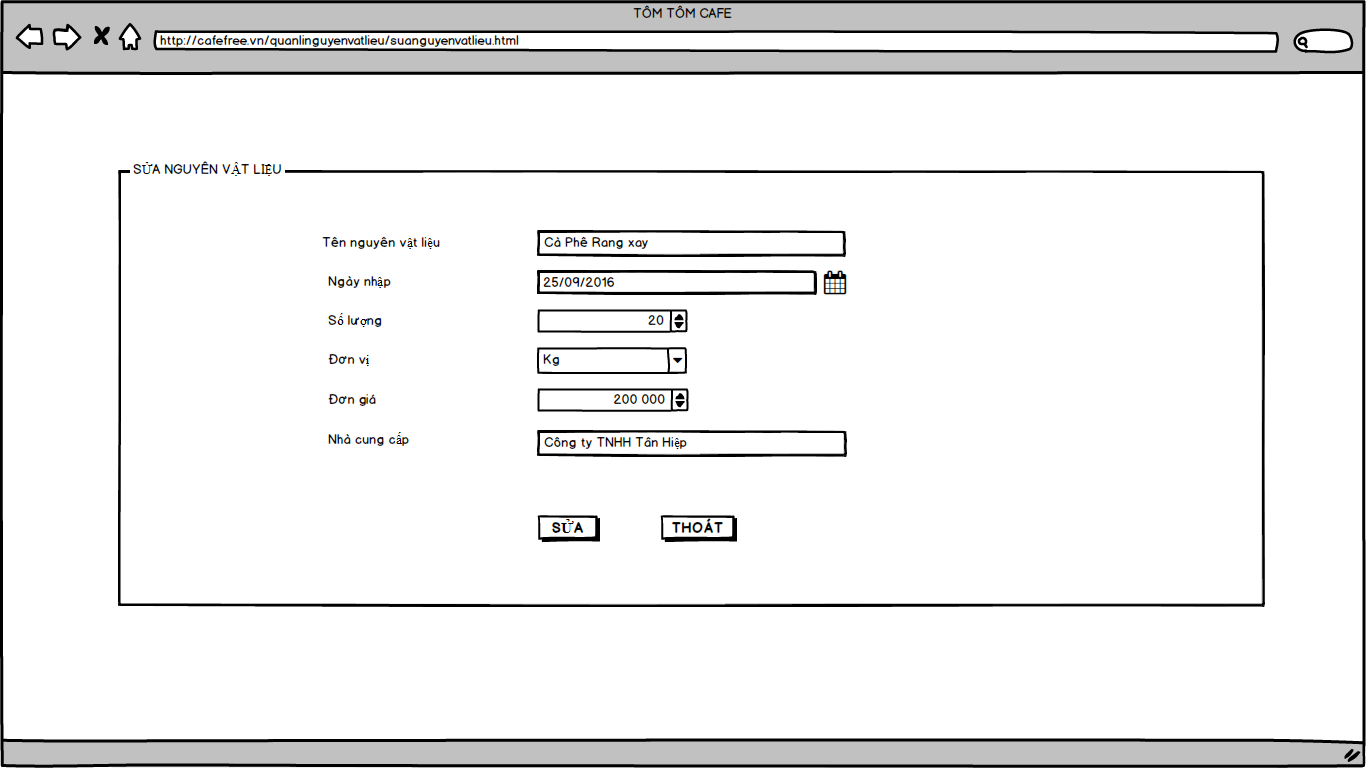 TÔM TÔM CAFE
http://cafefree.vn/quanlinguyenvatlieu/suanguyenvatlieu.html
SỬA NGUYÊN VẬT LIỆU
Tên nguyên vật liệu
Cà Phê Rang xay
Ngày nhập
25/09/2016
Số lượng
20
Đơn vị
Kg
Đơn giá
200 000
Nhà cung cấp
Công ty TNHH Tân Hiệp
SỬA
THOÁT